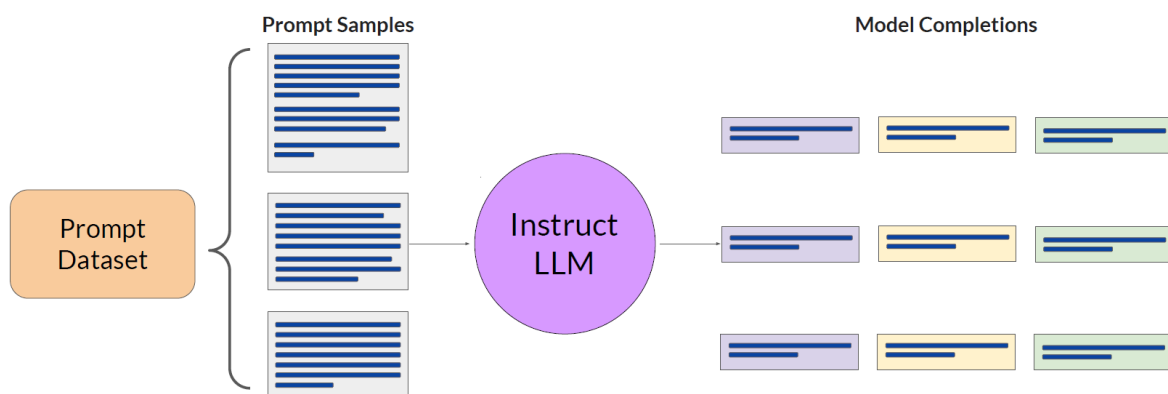 Prompt Samples
Model Completions
Prompt
Dataset
Instruct
LLM